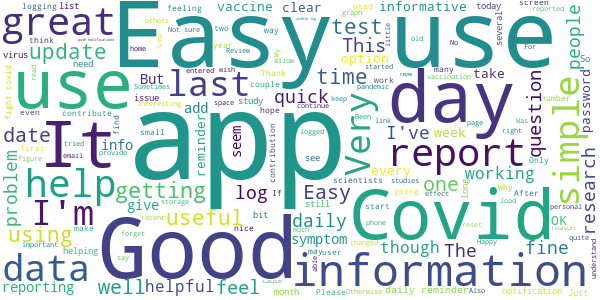 logging list great vaccine clear informative used today screen
feeling Easy use
others Sometimes virus think update need But issue last test This option graph old several people
app
use day
date info add quick time I've week take question password
It Very report simple
problem help getting log Easy one working research
I'm give useful daily symptom though The fine OK
using Good Covid
data information
reporting well helpful feel month daily reminder notification
push notifications
Not sure
two
year
Review
way
Thank
couple
hope
entered
wish
home
fight covid
even
contribute
first
figure
email
tried
provide
find
small
interesting
reminder
space
study
seem
contribution
logged
see
If
allow
keep
started
pandemic
work
many
vaccination
For
No
reported
number
link
page
Been
Was
right
Only
scientists
studies
every
going
Why
After
long
load
personal
start
phone
effect
reset
Happy
quite
understand
still
bit
nice
storage
recent
forget
say
make
important
helping
much
able
may
user
changed
Please
Otherwise
Also
Just
cause
little
So
read
continue